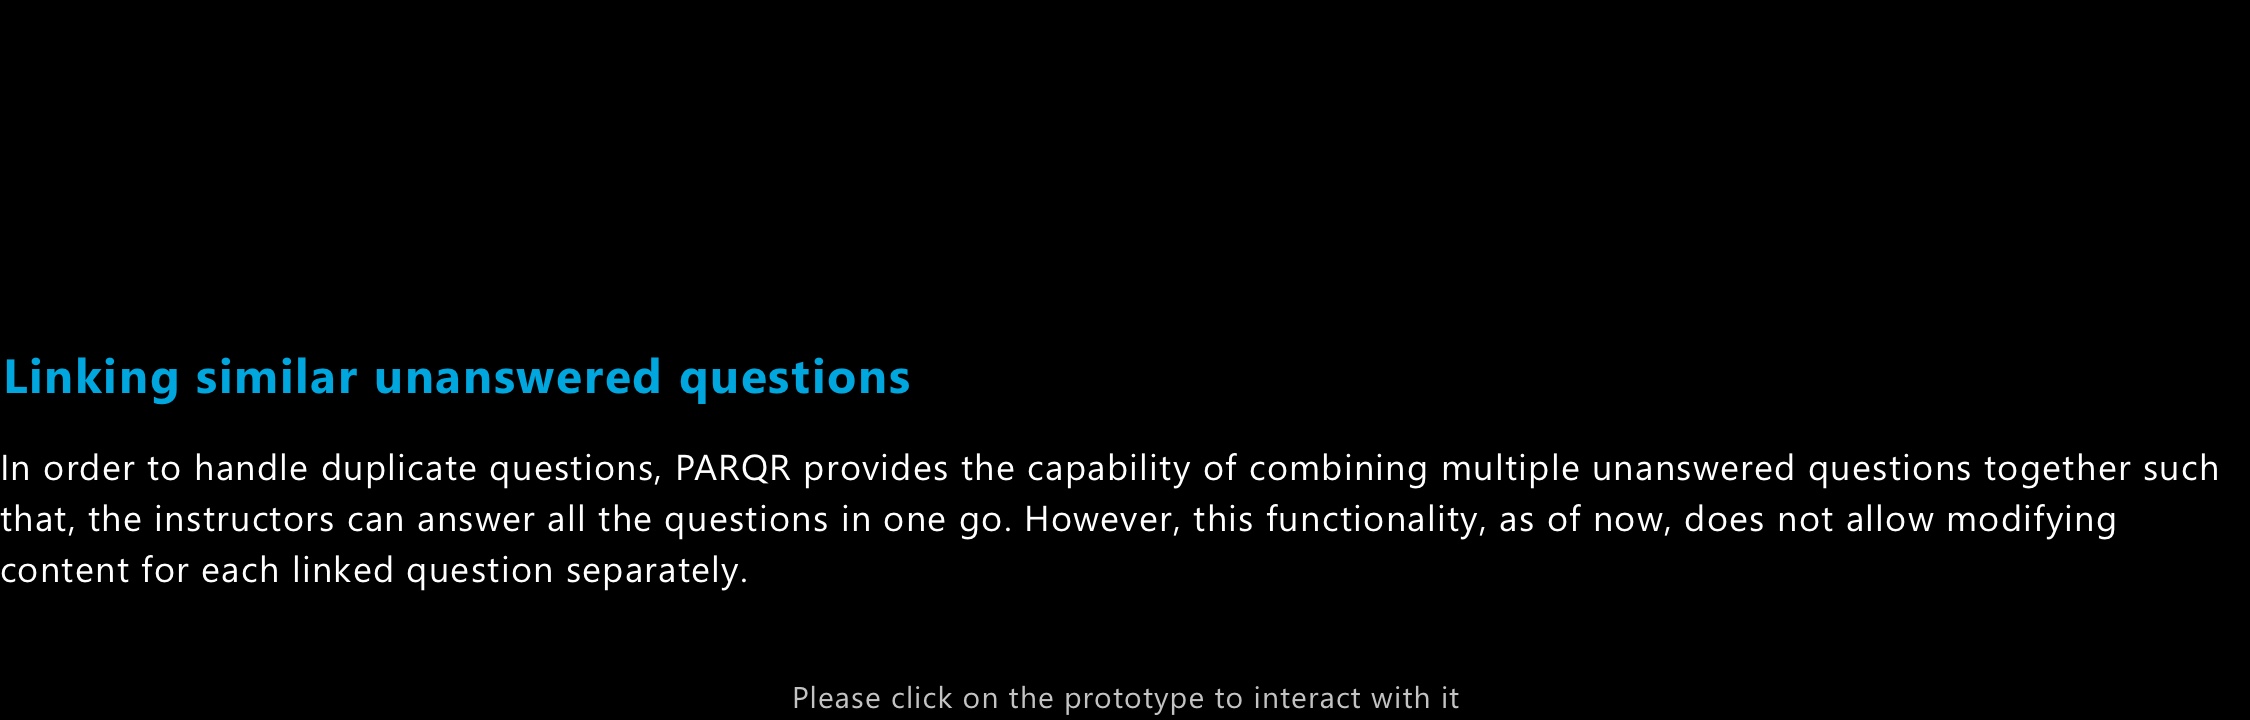 Linking similar unanswered questions
In order to handle duplicate questions, PARQR provides the capability of combining multiple unanswered questions together such
that, the instructors can answer all the questions in one go. However, this functionality, as of now, does not allow modifying
content for each linked question separately.
Please click on the prototype to interact with it